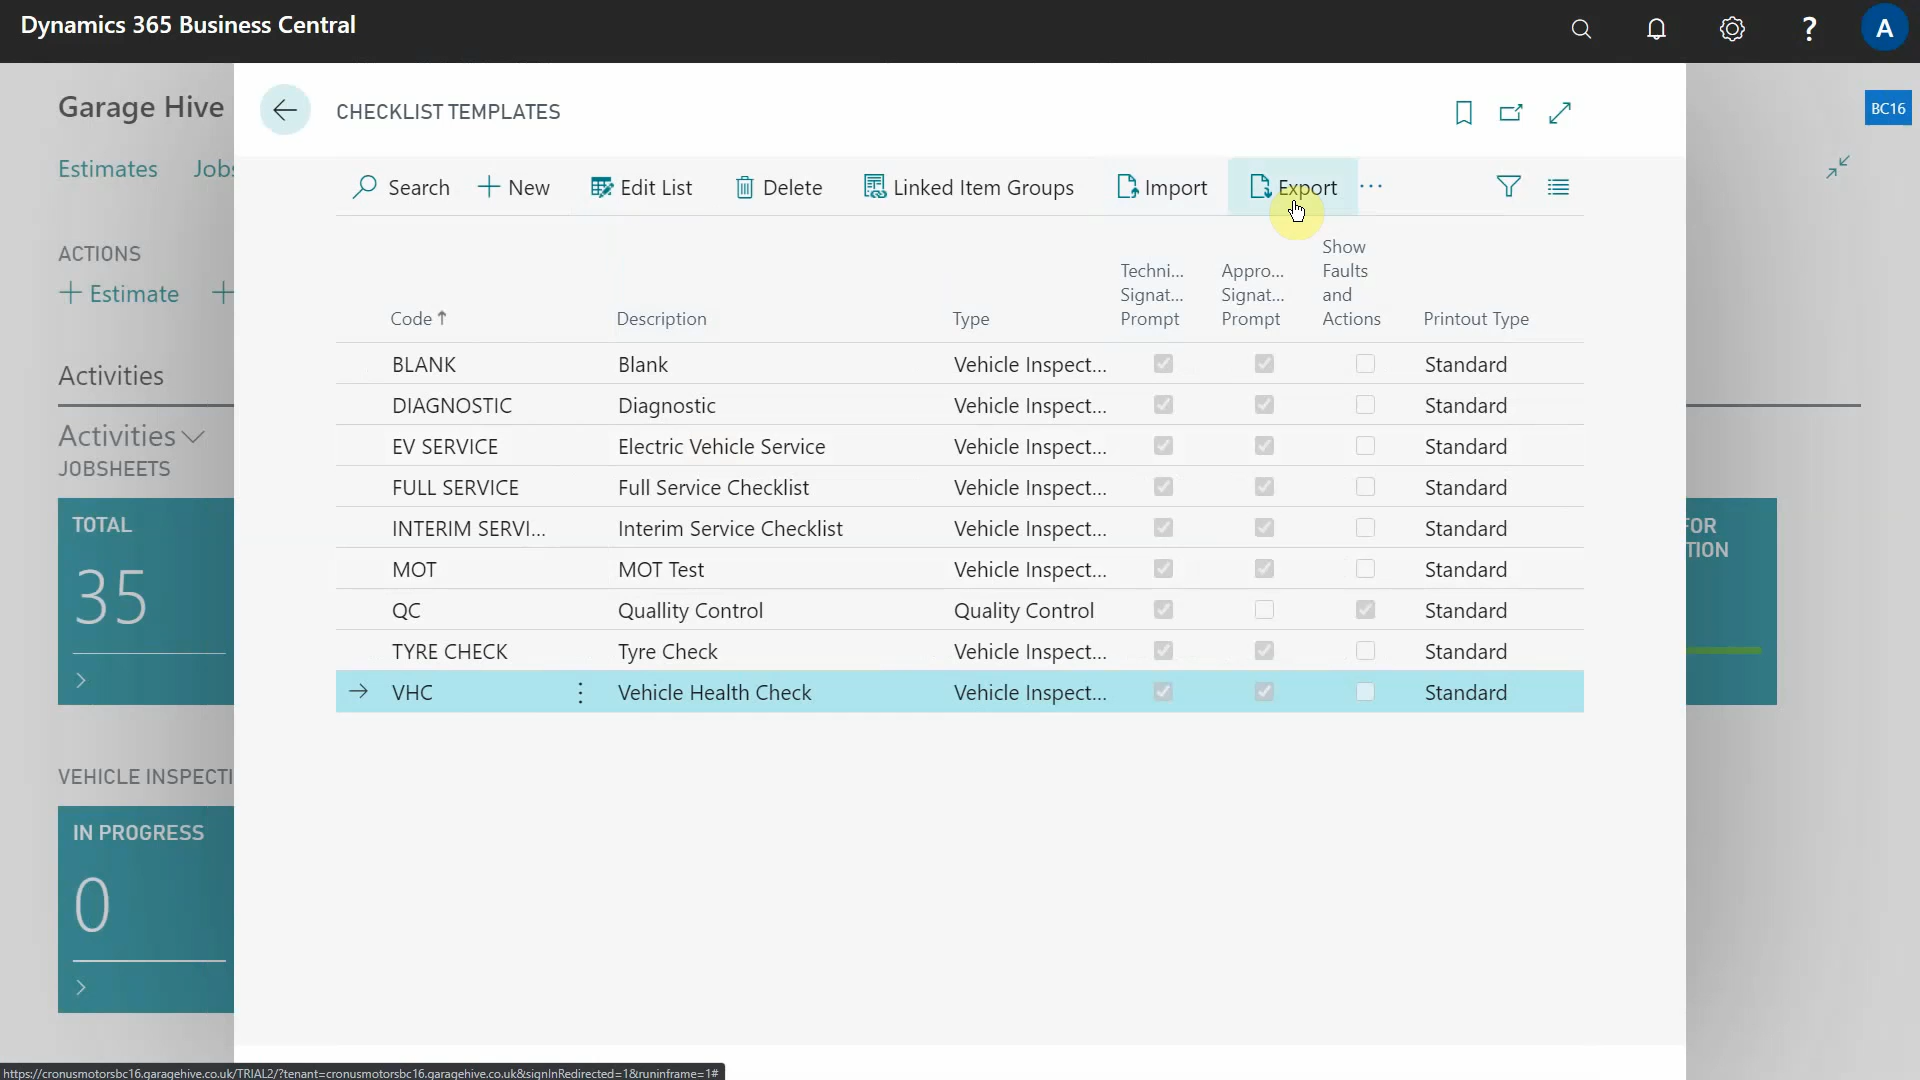 Dynamics 365 Business Central
A
Garage Hive
CHECKLIST TEMPLATES
BC16
Estimates Jobs
Search New Edit List Delete Linked Item Groups Import Export ...
ACTIONS
Estimate
Code Description Type Techni... Signat... Prompt Appro... Signat... Prompt Show Faults and Actions Printout Type
BLANK Blank Vehicle Inspect... Standard
DIAGNOSTIC Diagnostic Vehicle Inspect... Standard
EV SERVICE Electric Vehicle Service Vehicle Inspect... Standard
FULL SERVICE Full Service Checklist Vehicle Inspect... Standard
INTERIM SERVI... Interim Service Checklist Vehicle Inspect... Standard
MOT MOT Test Vehicle Inspect... Standard
QC Quallity Control Quality Control Standard
TYRE CHECK Tyre Check Vehicle Inspect... Standard
VHC Vehicle Health Check Vehicle Inspect... Standard
Activities
Activities
JOBSHEETS
TOTAL
35
FOR
TION
VEHICLE INSPECTI
IN PROGRESS
0
https://cronusmotorsbc16.garagehive.co.uk/TRIAL2/?tenant=cronusmotorsbc16.garagehive.co.uk&signInRedirected=1&runinframe=1#